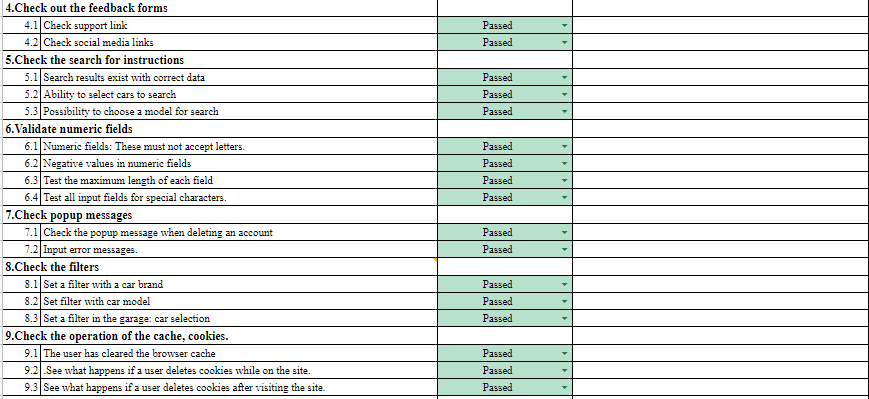 4.Check out the feedback forms
4.1 Check support link Passed
4.2 Check social media links Passed
5.Check the search for instructions
5.1 Search results exist with correct data Passed
5.2 Ability to select cars to search Passed
5.3 Possibility to choose a model for search Passed
6.Validate numeric fields
6.1 Numeric fields: These must not accept letters. Passed
6.2 Negative values in numeric fields Passed
6.3 Test the maximum length of each field Passed
6.4 Test all input fields for special characters. Passed
7.Check popup messages
7.1 Check the popup message when deleting an account Passed
7.2 Input error messages. Passed
8.Check the filters
8.1 Set a filter with a car brand Passed
8.2 Set filter with car model Passed
8.3 Set a filter in the garage: car selection Passed
9.Check the operation of the cache, cookies.
9.1 The user has cleared the browser cache Passed
9.2 .See what happens if a user deletes cookies while on the site. Passed
9.3 See what happens if a user deletes cookies after visiting the site. Passed